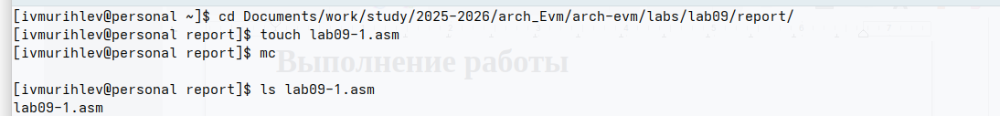 [ivmurihlev@personal ~]$ cd Documents/work/study/2025-2026/arch_Evm/arch-evm/labs/lab09/report/
[ivmurihlev@personal report]$ touch lab09-1.asm
[ivmurihlev@personal report]$ mc
Выполнение работы
[ivmurihlev@personal report]$ ls lab09-1.asm
lab09-1.asm